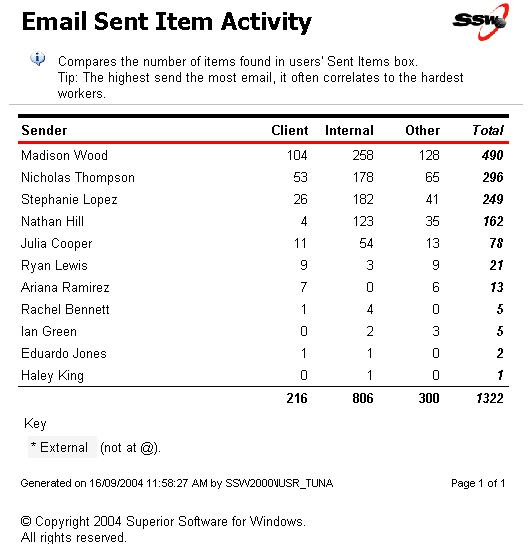 Email Sent Item Activity
SSW
Compares the number of items found in users' Sent Items box.
Tip: The highest send the most email, it often correlates to the hardest
workers.
Sender Client Internal Other Total
Madison Wood 104 258 128 490
Nicholas Thompson 53 178 65 296
Stephanie Lopez 26 182 41 249
Nathan Hill 4 123 35 162
Julia Cooper 11 54 13 78
Ryan Lewis 9 3 9 21
Ariana Ramirez 7 0 6 13
Rachel Bennett 1 4 0 5
Ian Green 0 2 3 5
Eduardo Jones 1 1 0 2
Haley King 0 1 0 1
216 806 300 1322
Key
* External (not at @).
Generated on 16/09/2004 11:58:27 AM by SSW2000\IUSR_TUNA Page 1 of 1
© Copyright 2004 Superior Software for Windows.
All rights reserved.